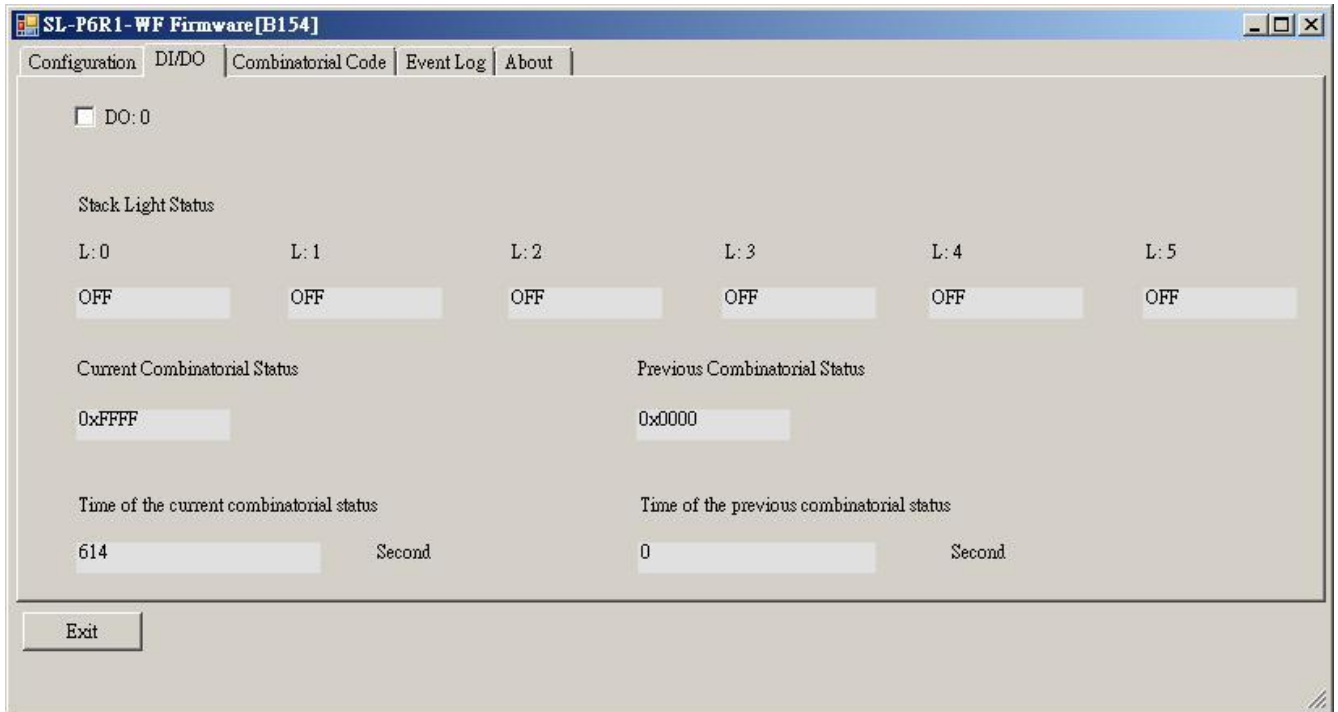 SL-P6R1-WF Firmware[B154]
Configuration DI/DO Combinatorial Code Event Log About
DO: 0
Stack Light Status
L: 0 L: 1 L: 2 L: 3 L: 4 L: 5
OFF OFF OFF OFF OFF OFF
Current Combinatorial Status Previous Combinatorial Status
0xFFFF 0x0000
Time of the current combinatorial status Time of the previous combinatorial status
614 Second 0 Second
Exit